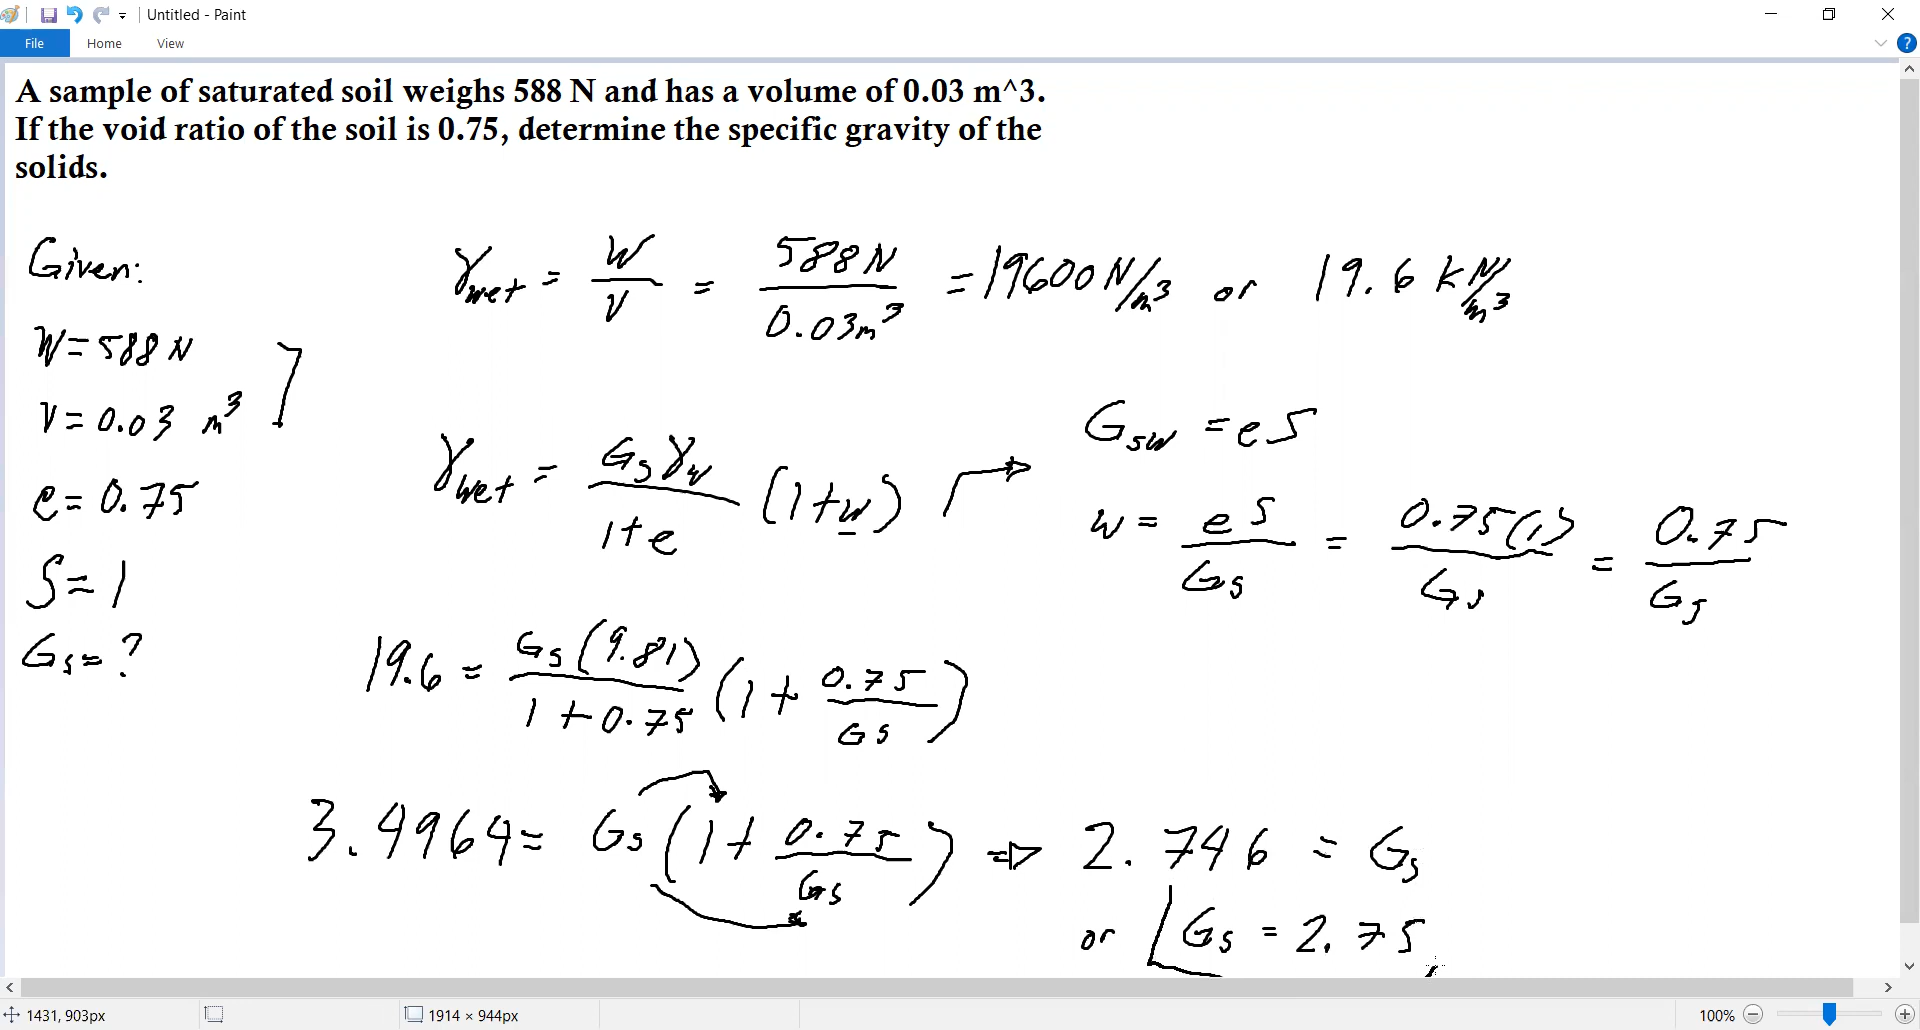 Untitled - Paint
File Home View
A sample of saturated soil weighs 588 N and has a volume of 0.03 m^3.
If the void ratio of the soil is 0.75, determine the specific gravity of the
solids.
Given:
W = 588 N
V = 0.03 m³
e = 0.75
S = 1
Gs = ?
γwet = W/V = 588 N / 0.03 m³ = 19600 N/m³ or 19.6 kN/m³
γwet = Gs γw / 1+e (1+w)
Gsw = eS
w = eS/Gs = 0.75(1)/Gs = 0.75/Gs
19.6 = Gs(9.81) / 1+0.75 (1 + 0.75/Gs)
3.4964 = Gs (1 + 0.75/Gs) ⇒ 2.746 = Gs
or Gs = 2.75
1431, 903px 1914 × 944px 100%